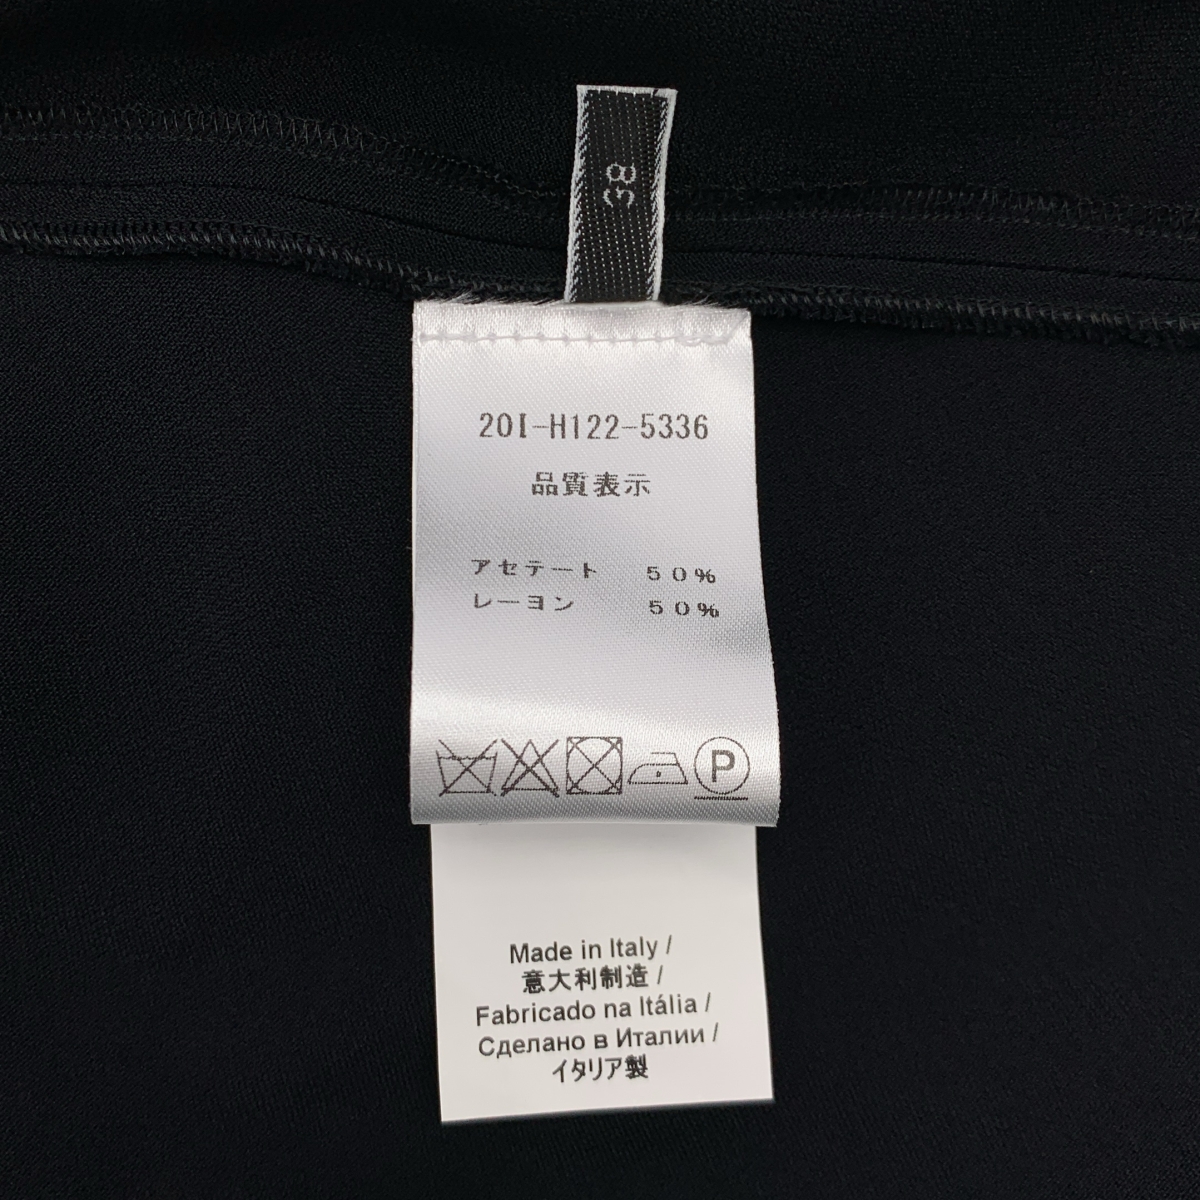 38
20I-H122-5336
品質表示
アセテート 50%
レーヨン 50%
P
Made in Italy /
意大利制造 /
Fabricado na Itália /
Сделано в Италии /
イタリア製